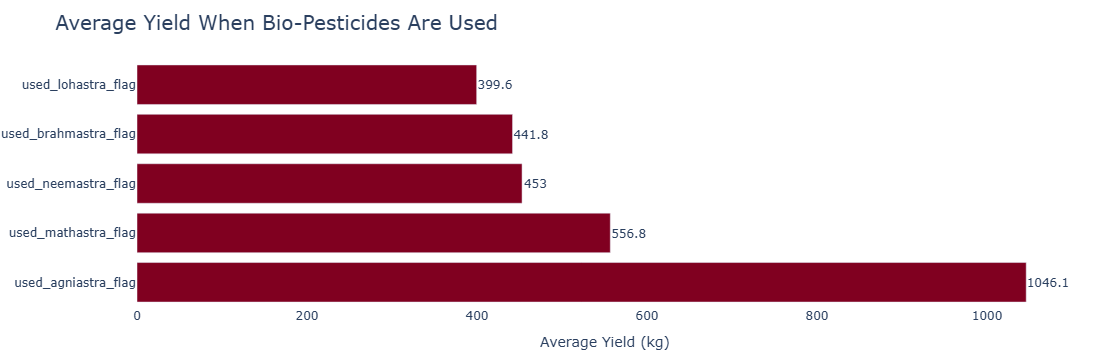 Average Yield When Bio-Pesticides Are Used
used_lohastra_flag 399.6
used_brahmastra_flag 441.8
used_neemastra_flag 453
used_mathastra_flag 556.8
used_agniastra_flag 1046.1
0 200 400 600 800 1000
Average Yield (kg)